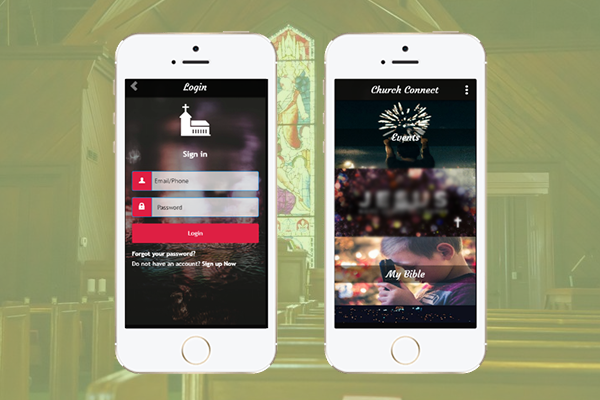 Login
Sign in
Email/Phone
Password
Login
Forgot your password?
Do not have an account? Sign up Now
Church Connect
Events
JESUS
My Bible